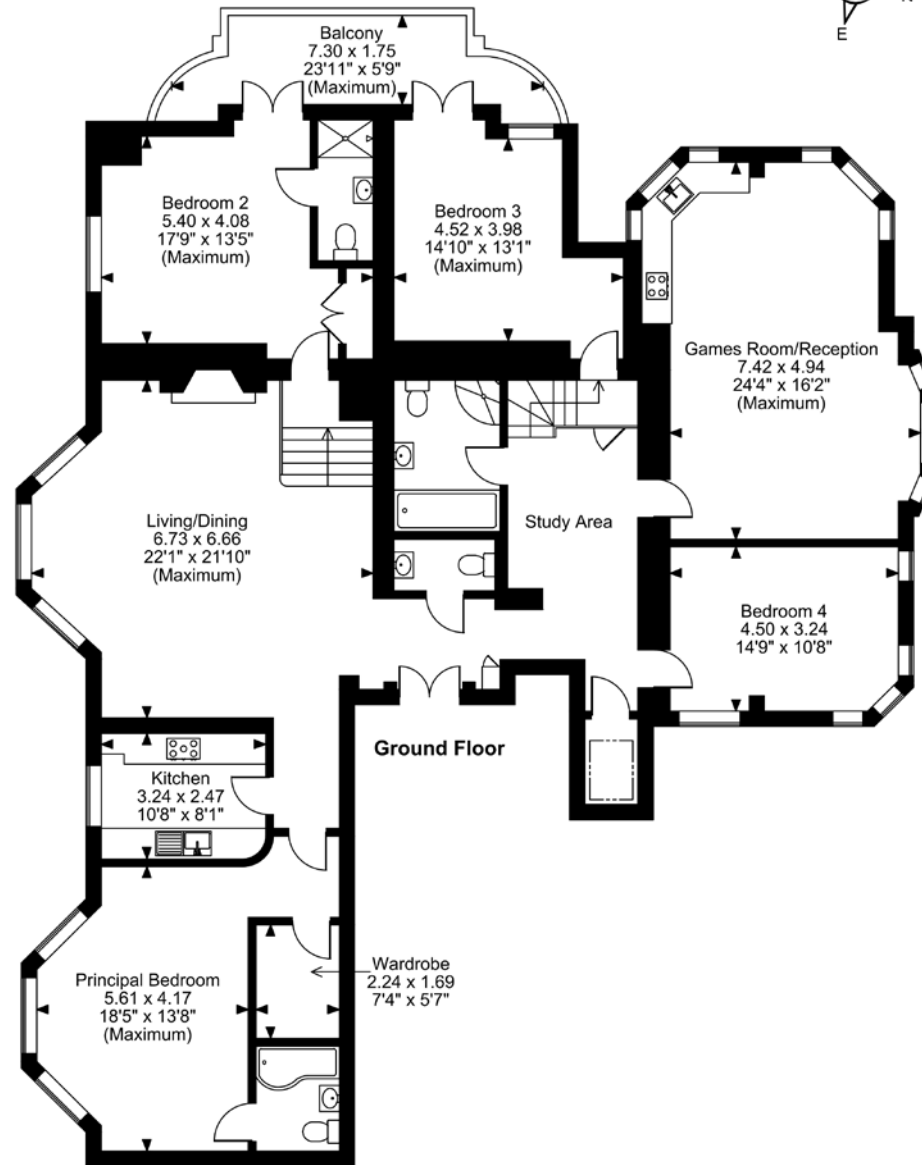 N
E
Balcony
7.30 x 1.75
23'11" x 5'9"
(Maximum)
Bedroom 2
5.40 x 4.08
17'9" x 13'5"
(Maximum)
Bedroom 3
4.52 x 3.98
14'10" x 13'1"
(Maximum)
Games Room/Reception
7.42 x 4.94
24'4" x 16'2"
(Maximum)
Living/Dining
6.73 x 6.66
22'1" x 21'10"
(Maximum)
Study Area
Bedroom 4
4.50 x 3.24
14'9" x 10'8"
Ground Floor
Kitchen
3.24 x 2.47
10'8" x 8'1"
Wardrobe
2.24 x 1.69
7'4" x 5'7"
Principal Bedroom
5.61 x 4.17
18'5" x 13'8"
(Maximum)